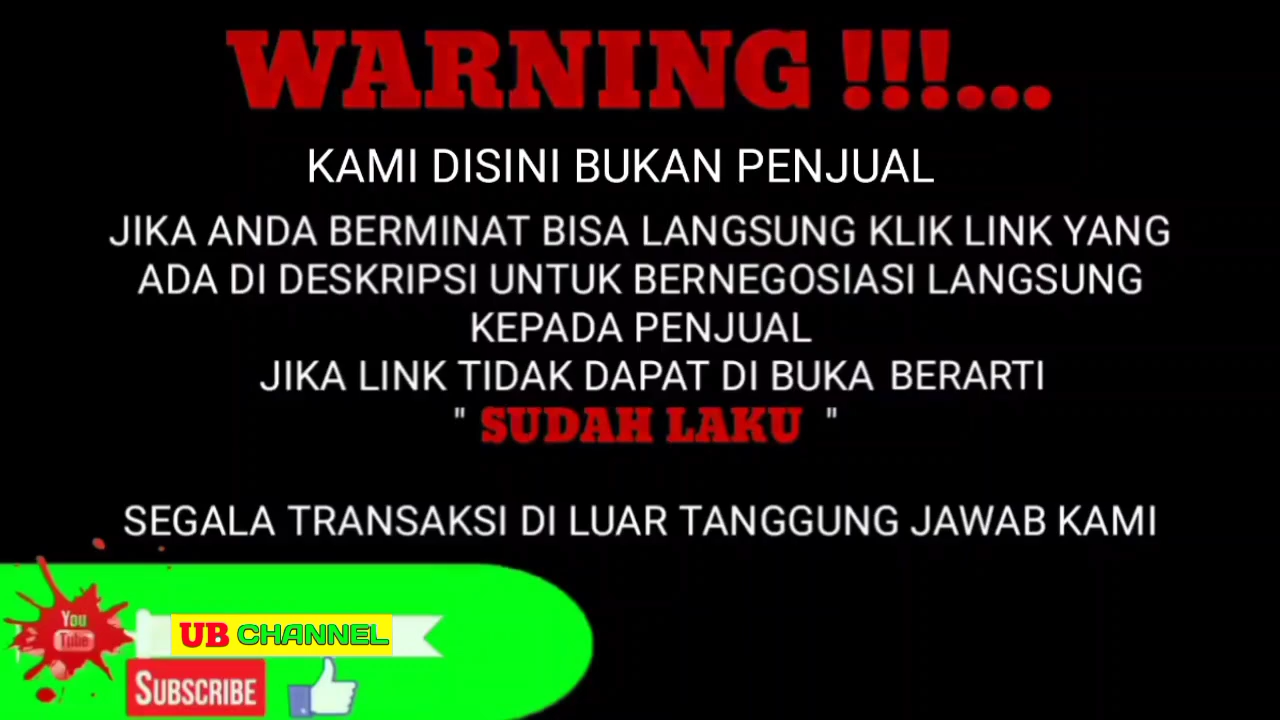 WARNING !!!...
KAMI DISINI BUKAN PENJUAL
JIKA ANDA BERMINAT BISA LANGSUNG KLIK LINK YANG
ADA DI DESKRIPSI UNTUK BERNEGOSIASI LANGSUNG
KEPADA PENJUAL
JIKA LINK TIDAK DAPAT DI BUKA BERARTI
" SUDAH LAKU "
SEGALA TRANSAKSI DI LUAR TANGGUNG JAWAB KAMI
You
Tube
UB CHANNEL
SUBSCRIBE